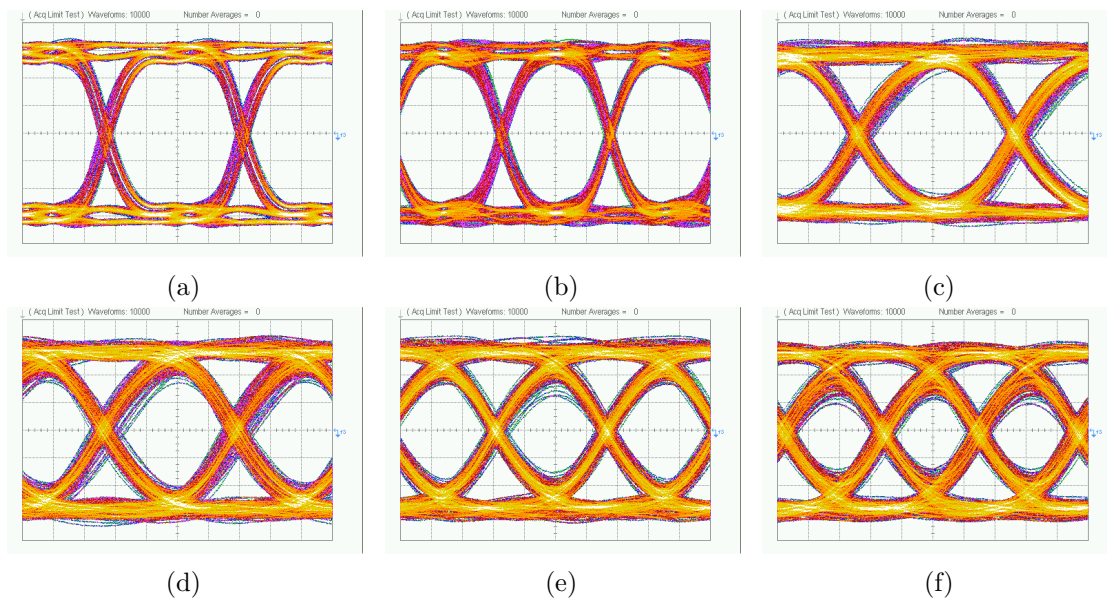 ( Acq Limit Test ) Waveforms: 10000 Number Averages = 0
( Acq Limit Test ) Waveforms: 10000 Number Averages = 0
( Acq Limit Test ) Waveforms: 10000 Number Averages = 0
(a)
(b)
(c)
( Acq Limit Test ) Waveforms: 10000 Number Averages = 0
( Acq Limit Test ) Waveforms: 10000 Number Averages = 0
( Acq Limit Test ) Waveforms: 10000 Number Averages = 0
(d)
(e)
(f)